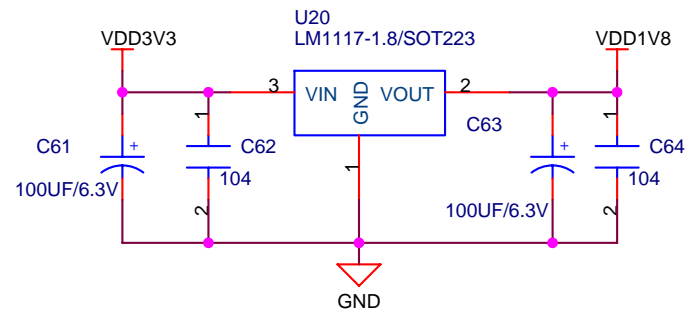 U20
LM1117-1.8/SOT223
VDD3V3
VDD1V8
3
VIN
GND
VOUT
2
1
C61
+
100UF/6.3V
1
C62
104
2
1
C63
+
100UF/6.3V
1
C64
104
2
GND